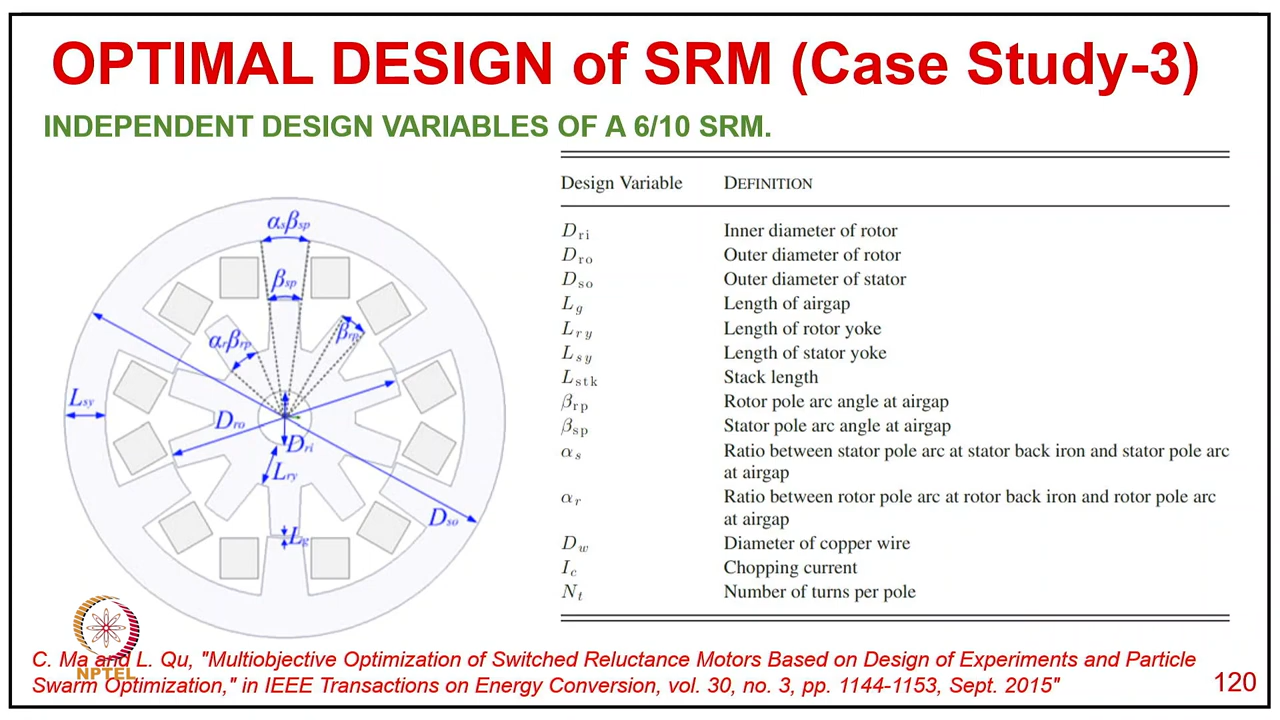 OPTIMAL DESIGN of SRM (Case Study-3)
INDEPENDENT DESIGN VARIABLES OF A 6/10 SRM.
αsβsp
βsp
αrβrp
βrp
Lsy
Dro
Dri
Lry
Dso
Lg
Design Variable DEFINITION
Dri Inner diameter of rotor
Dro Outer diameter of rotor
Dso Outer diameter of stator
Lg Length of airgap
Lry Length of rotor yoke
Lsy Length of stator yoke
Lstk Stack length
βrp Rotor pole arc angle at airgap
βsp Stator pole arc angle at airgap
αs Ratio between stator pole arc at stator back iron and stator pole arc
at airgap
αr Ratio between rotor pole arc at rotor back iron and rotor pole arc
at airgap
Dw Diameter of copper wire
Ic Chopping current
Nt Number of turns per pole
NPTEL
C. Ma and L. Qu, "Multiobjective Optimization of Switched Reluctance Motors Based on Design of Experiments and Particle
Swarm Optimization," in IEEE Transactions on Energy Conversion, vol. 30, no. 3, pp. 1144-1153, Sept. 2015"
120